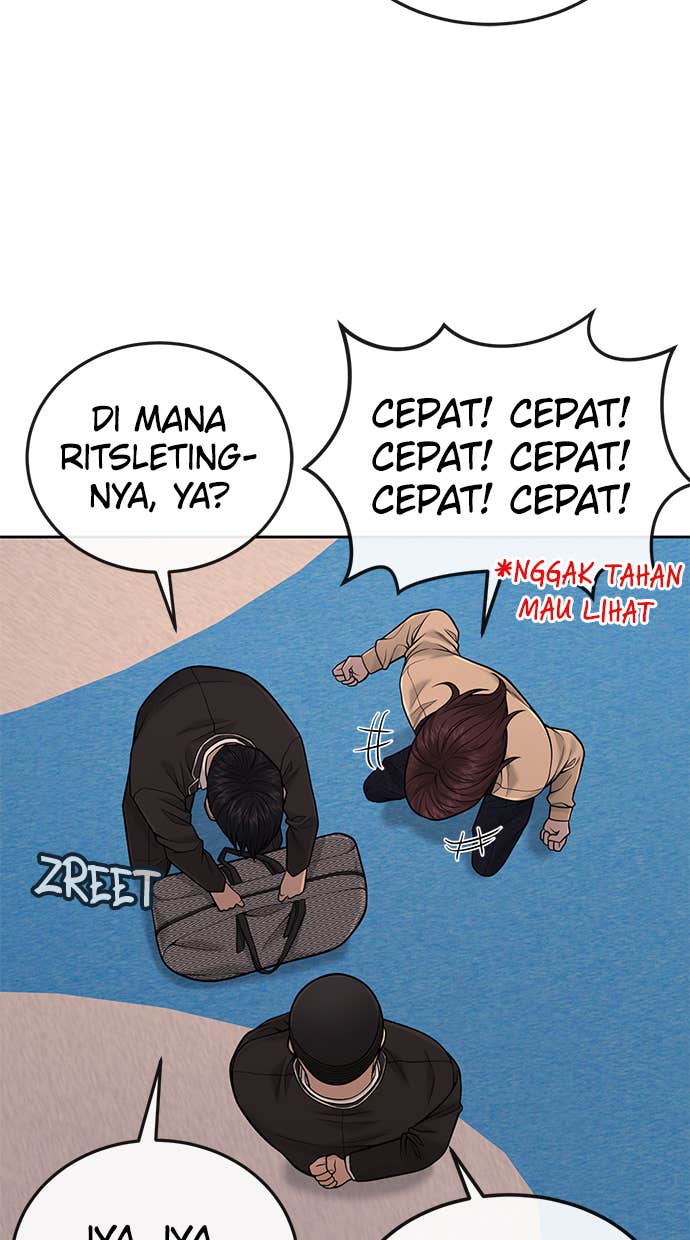 DI MANA
RITSLETING-
NYA, YA?
CEPAT! CEPAT!
CEPAT! CEPAT!
CEPAT! CEPAT!
*NGGAK TAHAN
MAU LIHAT
ZREET
IYA, IYA